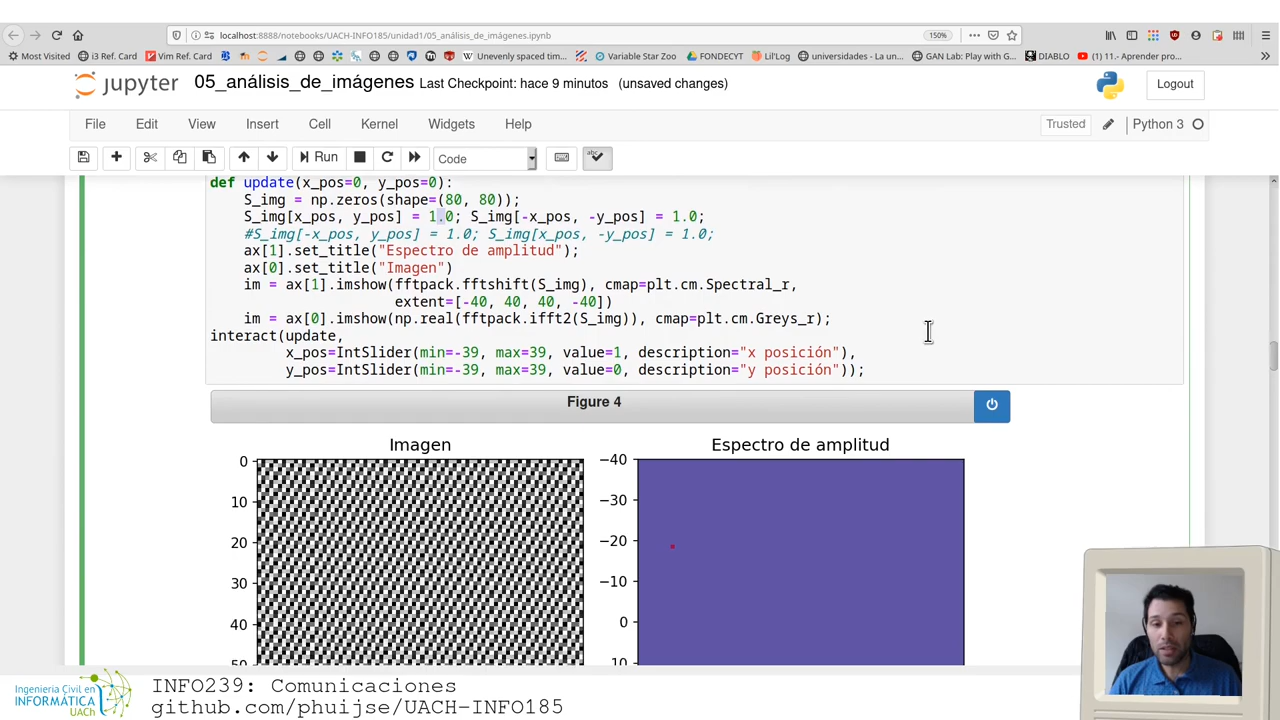 localhost:8888/notebooks/UACH-INFO185/unidad1/05_análisis_de_imágenes.ipynb
150%
Most Visited
i3 Ref. Card
Vim Ref. Card
Unevenly spaced tim...
Variable Star Zoo
FONDECYT
Lil'Log
universidades - La un...
GAN Lab: Play with G...
DIABLO
(1) 11.- Aprender pro...
jupyter 05_análisis_de_imágenes Last Checkpoint: hace 9 minutos (unsaved changes)
Logout
File Edit View Insert Cell Kernel Widgets Help
Trusted
Python 3
Run
Code
def update(x_pos=0, y_pos=0):
S_img = np.zeros(shape=(80, 80));
S_img[x_pos, y_pos] = 1.0; S_img[-x_pos, -y_pos] = 1.0;
#S_img[-x_pos, y_pos] = 1.0; S_img[x_pos, -y_pos] = 1.0;
ax[1].set_title("Espectro de amplitud");
ax[0].set_title("Imagen")
im = ax[1].imshow(fftpack.fftshift(S_img), cmap=plt.cm.Spectral_r,
extent=[-40, 40, 40, -40])
im = ax[0].imshow(np.real(fftpack.ifft2(S_img)), cmap=plt.cm.Greys_r);
interact(update,
x_pos=IntSlider(min=-39, max=39, value=1, description="x posición"),
y_pos=IntSlider(min=-39, max=39, value=0, description="y posición"));
Figure 4
Imagen
0
10
20
30
40
50
Espectro de amplitud
−40
−30
−20
−10
0
10
Ingeniería Civil en
INFORMÁTICA
UACh
INFO239: Comunicaciones
github.com/phuijse/UACH-INFO185